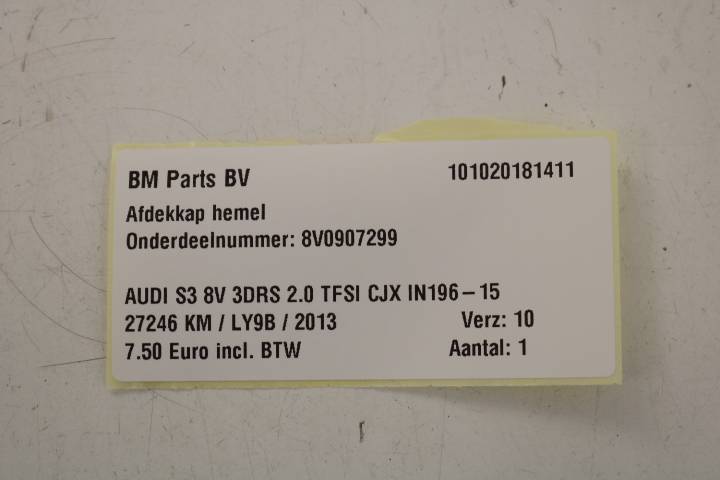 BM Parts BV 101020181411
Afdekkap hemel
Onderdeelnummer: 8V0907299
AUDI S3 8V 3DRS 2.0 TFSI CJX IN196-15
27246 KM / LY9B / 2013 Verz: 10
7.50 Euro incl. BTW Aantal: 1